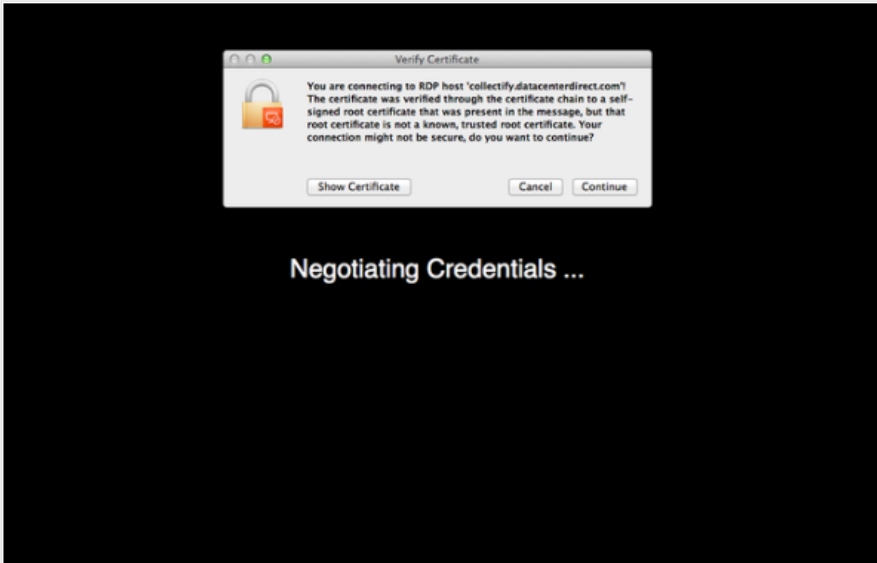 Verify Certificate
You are connecting to RDP host 'collectify.datacenterdirect.com'!
The certificate was verified through the certificate chain to a self-
signed root certificate that was present in the message, but that
root certificate is not a known, trusted root certificate. Your
connection might not be secure, do you want to continue?
Show Certificate Cancel Continue
Negotiating Credentials ...